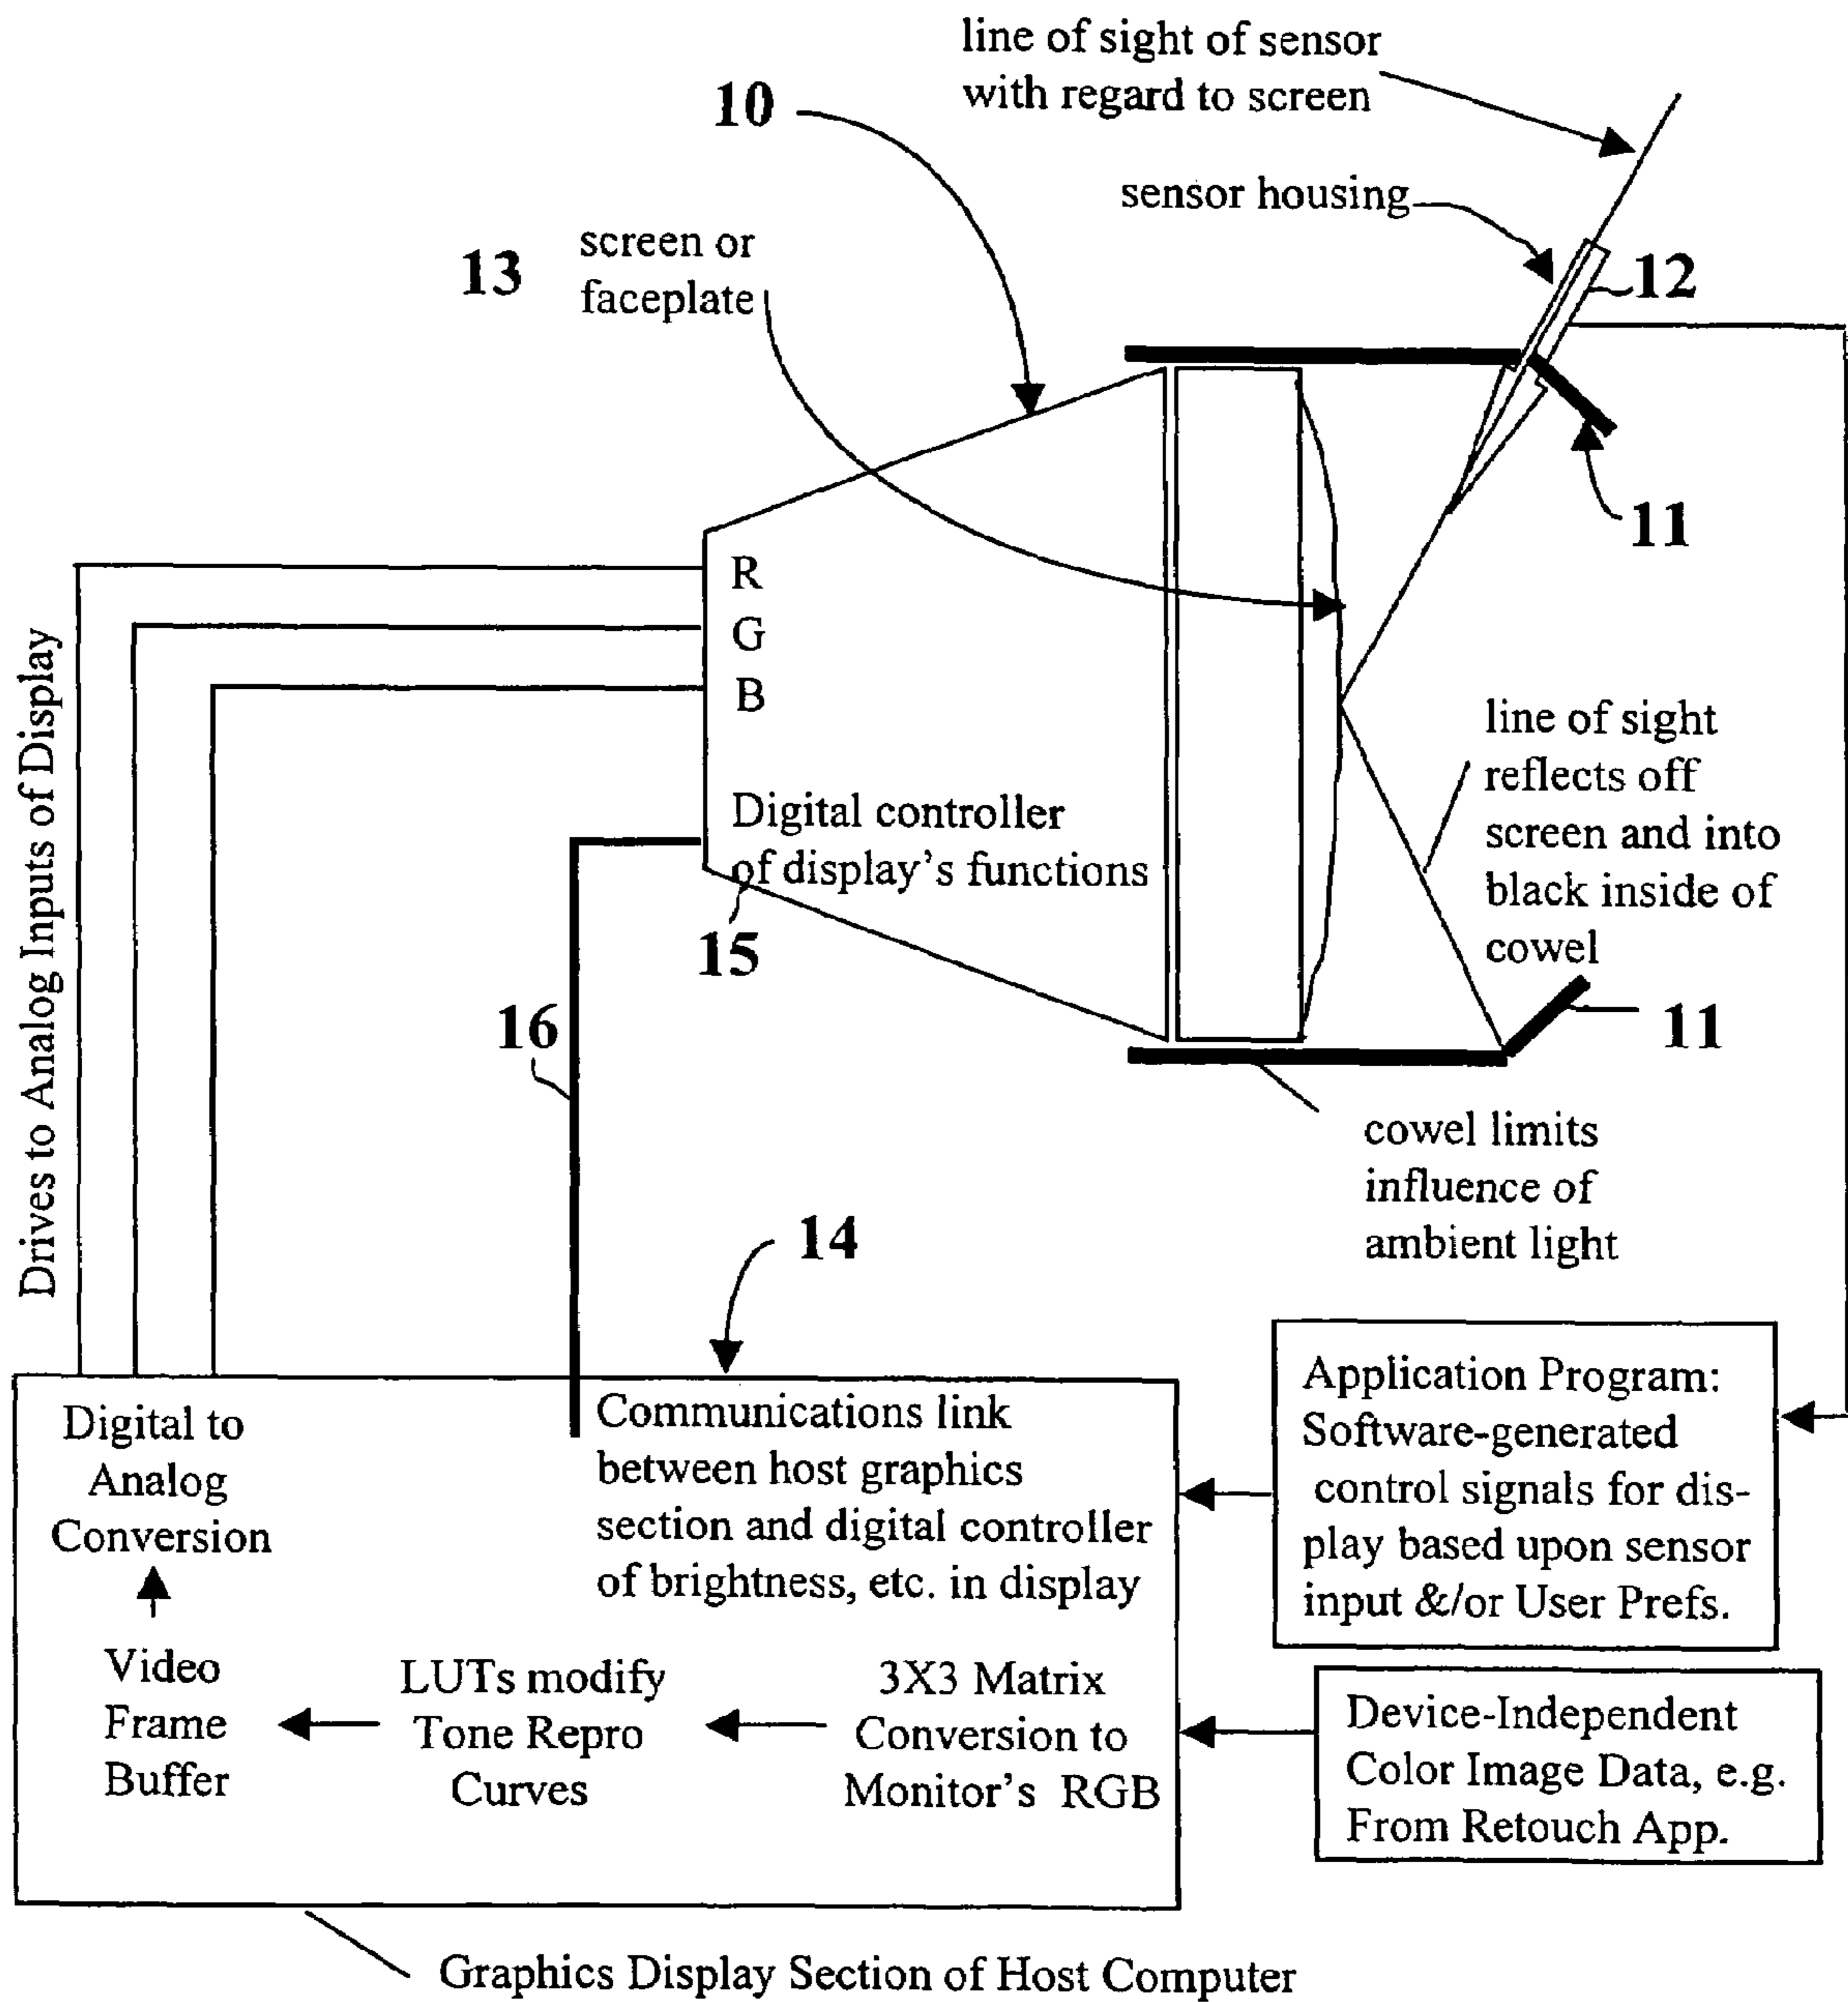 line of sight of sensor
with regard to screen
10
sensor housing
12
13
screen or
faceplate
11
R
G
B
Drives to Analog Inputs of Display
line of sight
reflects off
screen and into
black inside of
cowel
Digital controller
of display's functions
15
16
11
cowel limits
influence of
ambient light
14
Digital to
Analog
Conversion
Communications link
between host graphics
section and digital controller
of brightness, etc. in display
Application Program:
Software-generated
control signals for dis-
play based upon sensor
input &/or User Prefs.
Video
Frame
Buffer
LUTs modify
Tone Repro
Curves
3X3 Matrix
Conversion to
Monitor's RGB
Device-Independent
Color Image Data, e.g.
From Retouch App.
Graphics Display Section of Host Computer